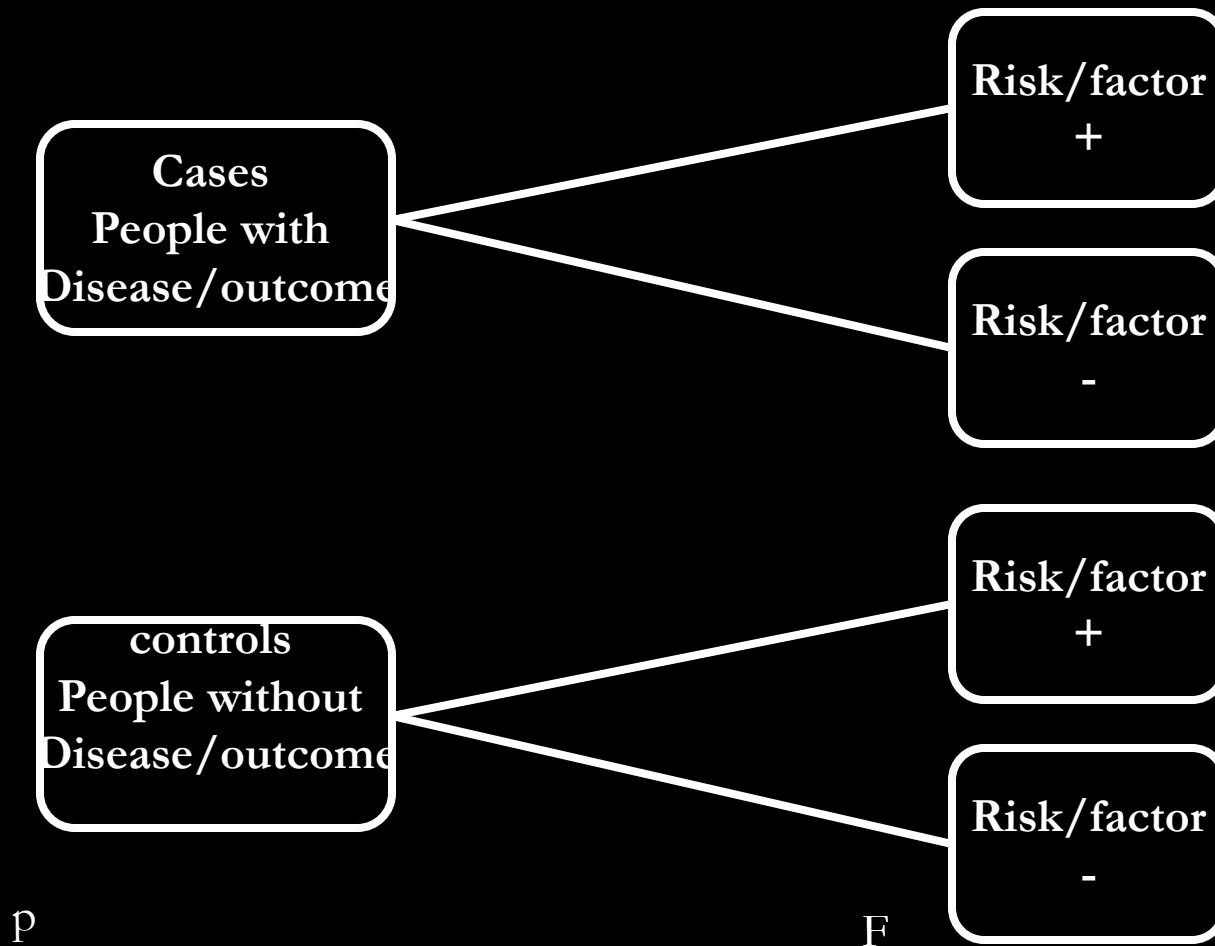 Cases
People with
Disease/outcome
Risk/factor
+
Risk/factor
-
controls
People without
Disease/outcome
Risk/factor
+
Risk/factor
-
p
F